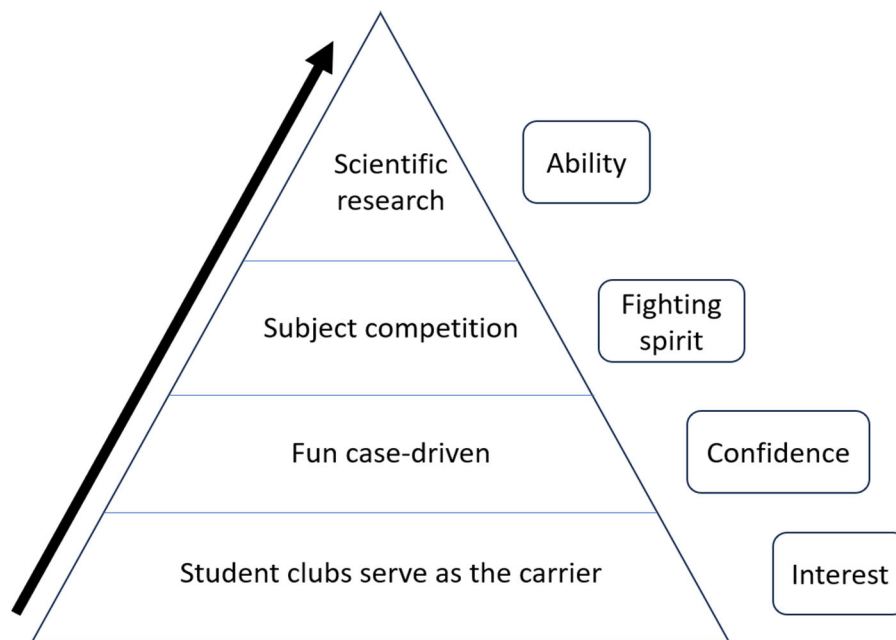 Scientific
research
Ability
Subject competition
Fighting
spirit
Fun case-driven
Confidence
Student clubs serve as the carrier
Interest